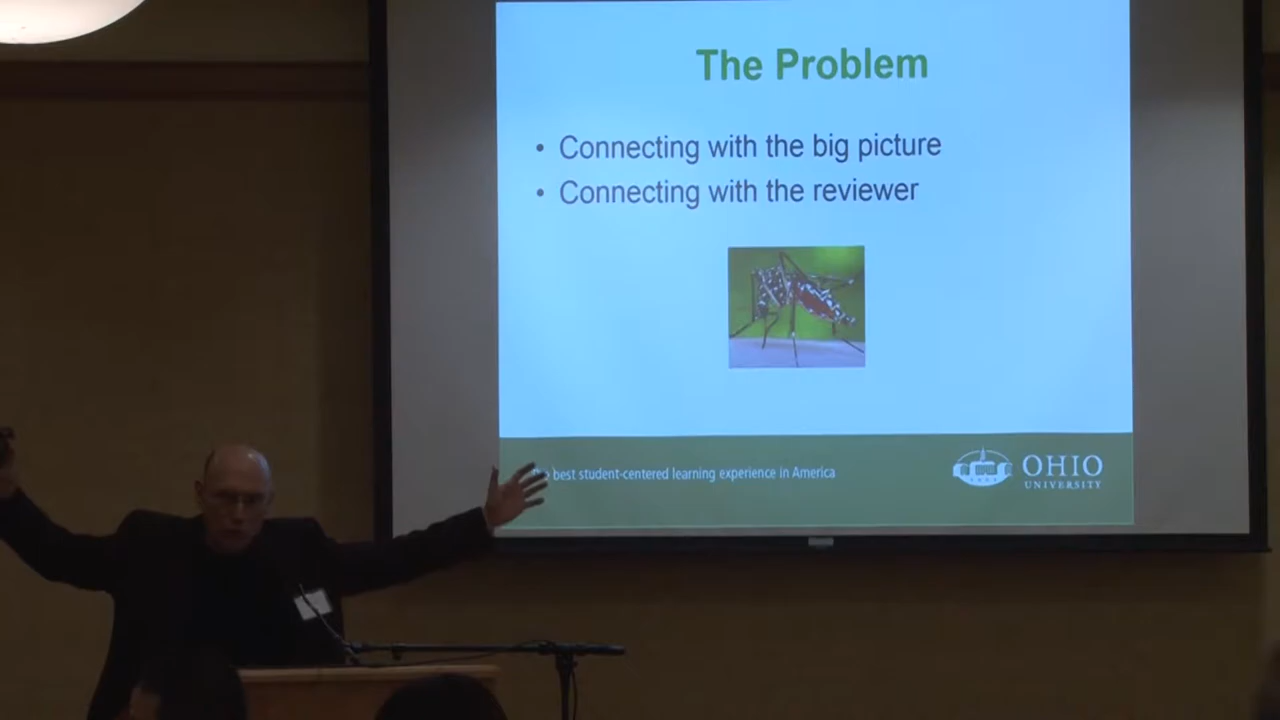 The Problem
• Connecting with the big picture
• Connecting with the reviewer
best student-centered learning experience in America
OHIO
UNIVERSITY